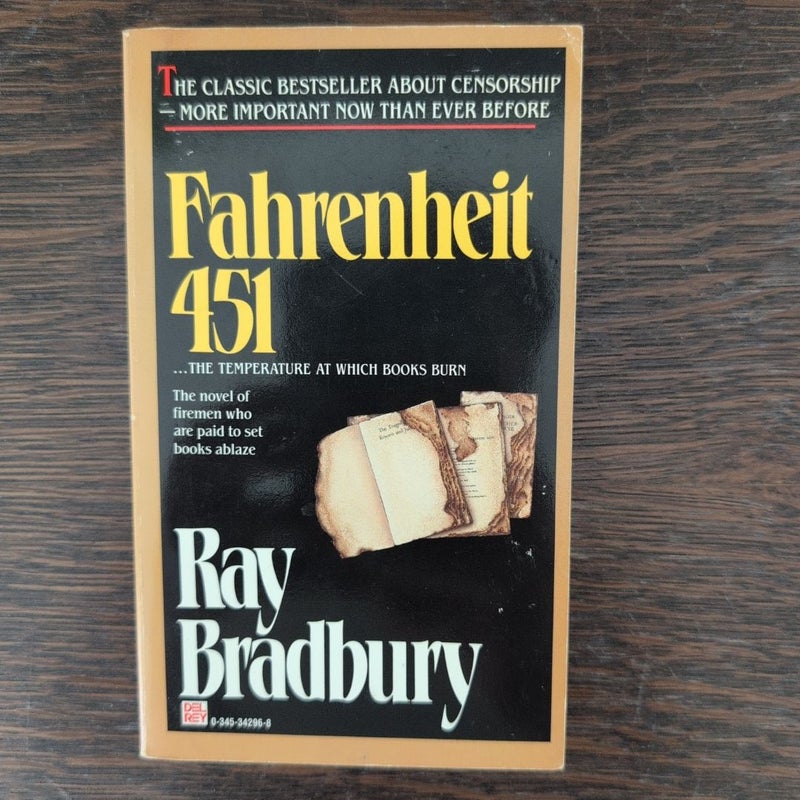 THE CLASSIC BESTSELLER ABOUT CENSORSHIP
— MORE IMPORTANT NOW THAN EVER BEFORE
Fahrenheit
451
...THE TEMPERATURE AT WHICH BOOKS BURN
The novel of
firemen who
are paid to set
books ablaze
Ray
Bradbury
DEL
REY
0-345-34296-8